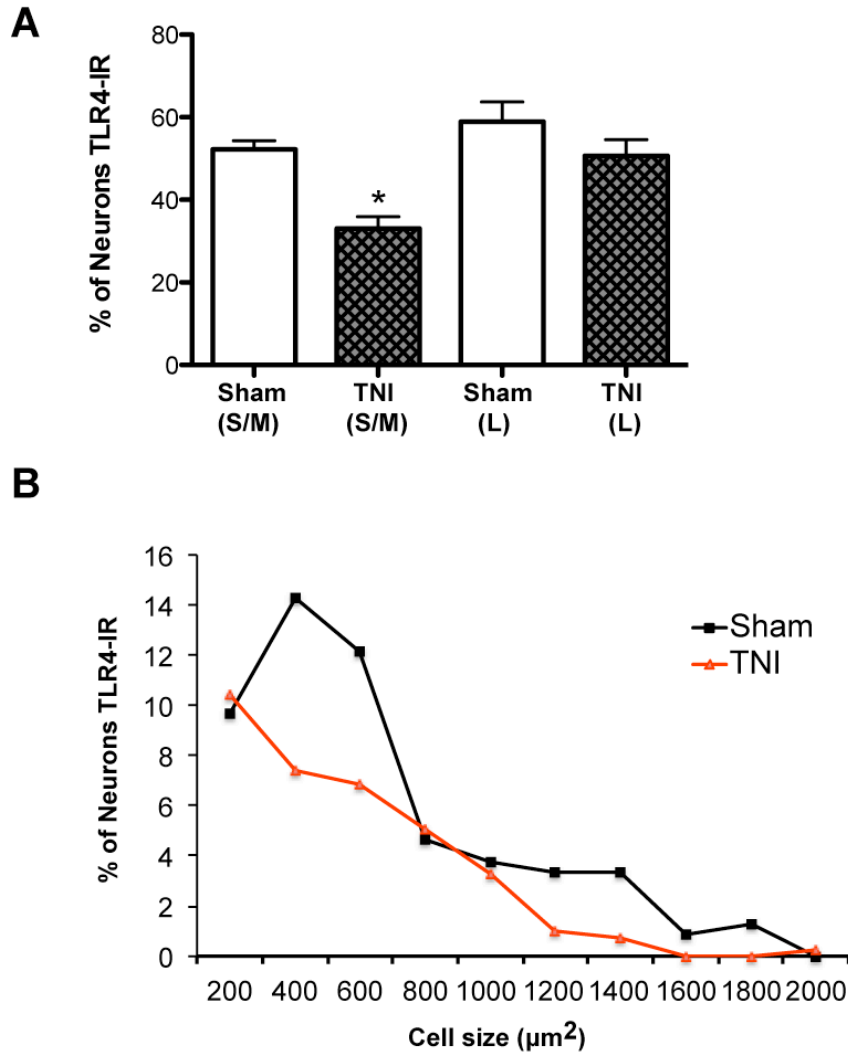 A
% of Neurons TLR4-IR
80
60
40
20
0
*
Sham TNI Sham TNI
(S/M) (S/M) (L) (L)
B
% of Neurons TLR4-IR
16
14
12
10
8
6
4
2
0
Sham
TNI
200 400 600 800 1000 1200 1400 1600 1800 2000
Cell size (µm²)